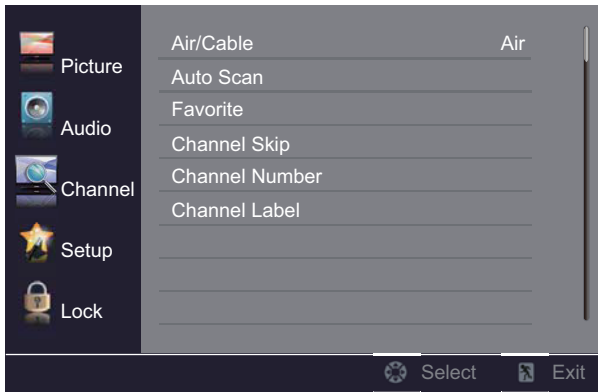 Picture
Audio
Channel
Setup
Lock
Air/Cable Air
Auto Scan
Favorite
Channel Skip
Channel Number
Channel Label
Select Exit